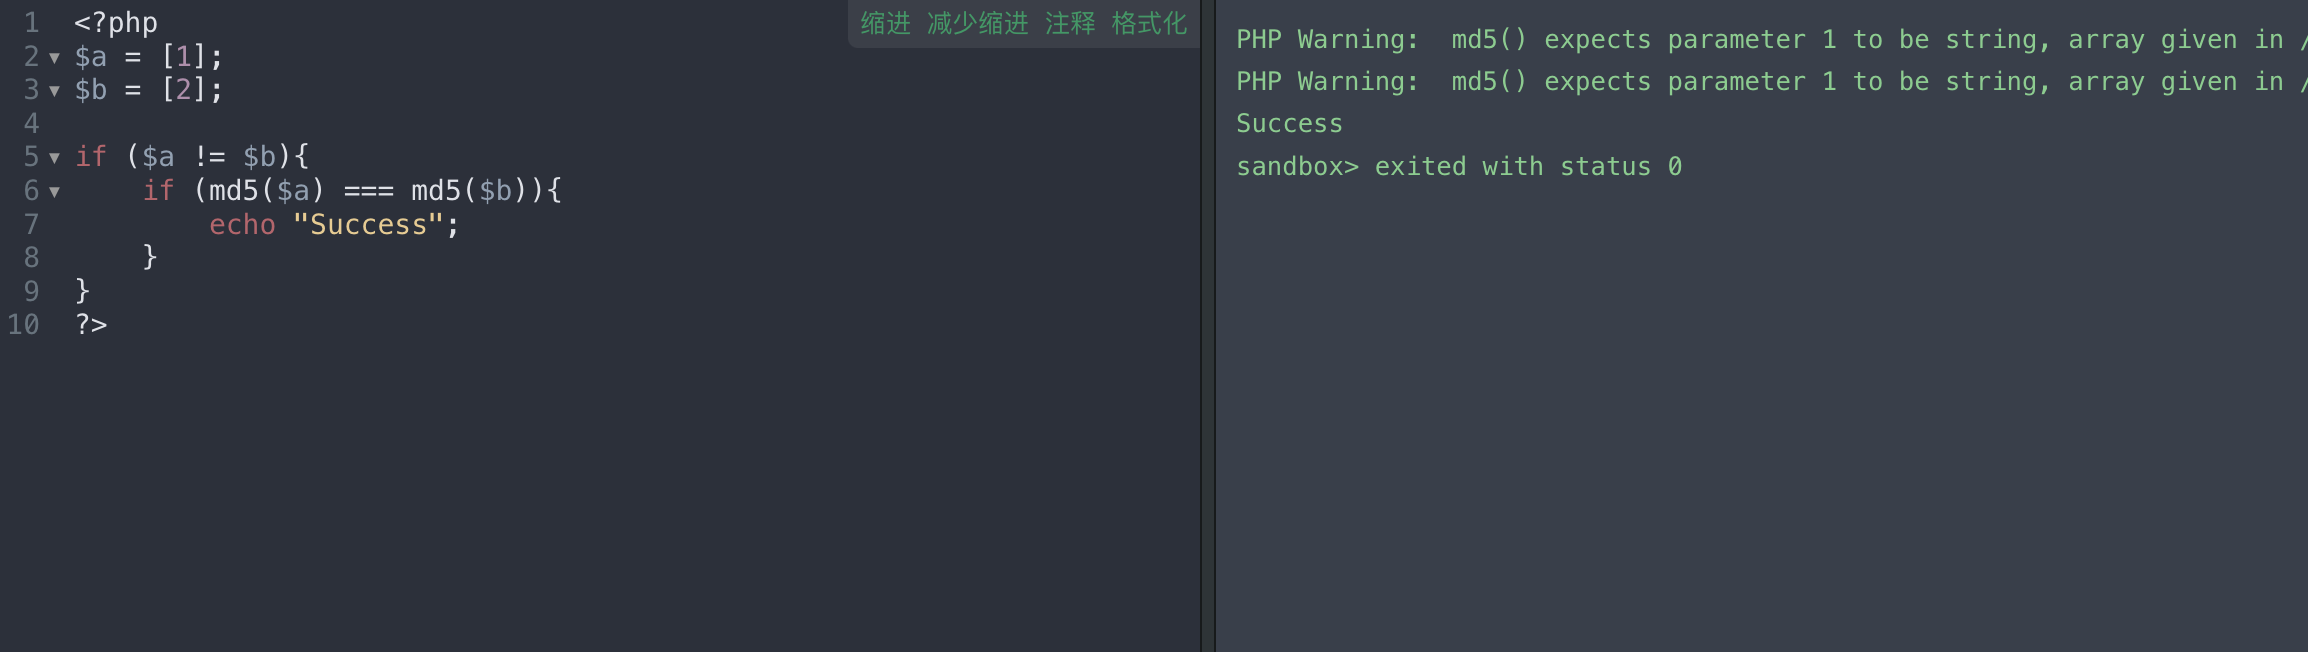 1 <?php
缩进 减少缩进 注释 格式化
2 ▼ $a = [1];
3 ▼ $b = [2];
4
5 ▼ if ($a != $b){
6 ▼     if (md5($a) === md5($b)){
7         echo "Success";
8     }
9 }
10 ?>
PHP Warning:  md5() expects parameter 1 to be string, array given in /
PHP Warning:  md5() expects parameter 1 to be string, array given in /
Success
sandbox> exited with status 0